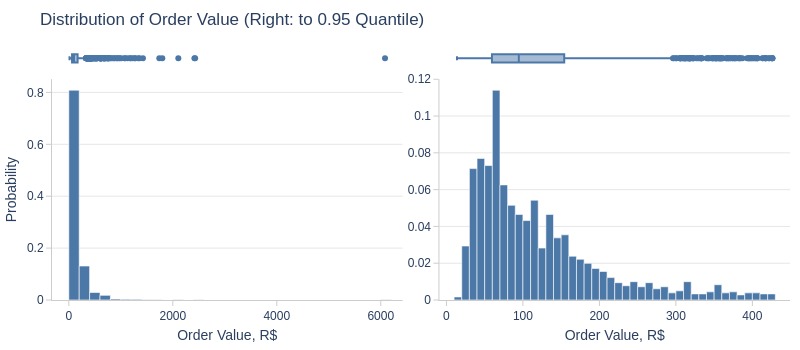 Distribution of Order Value (Right: to 0.95 Quantile)
0.8
0.6
0.4
0.2
0
Probability
0 2000 4000 6000
Order Value, R$
0.12
0.1
0.08
0.06
0.04
0.02
0
0 100 200 300 400
Order Value, R$